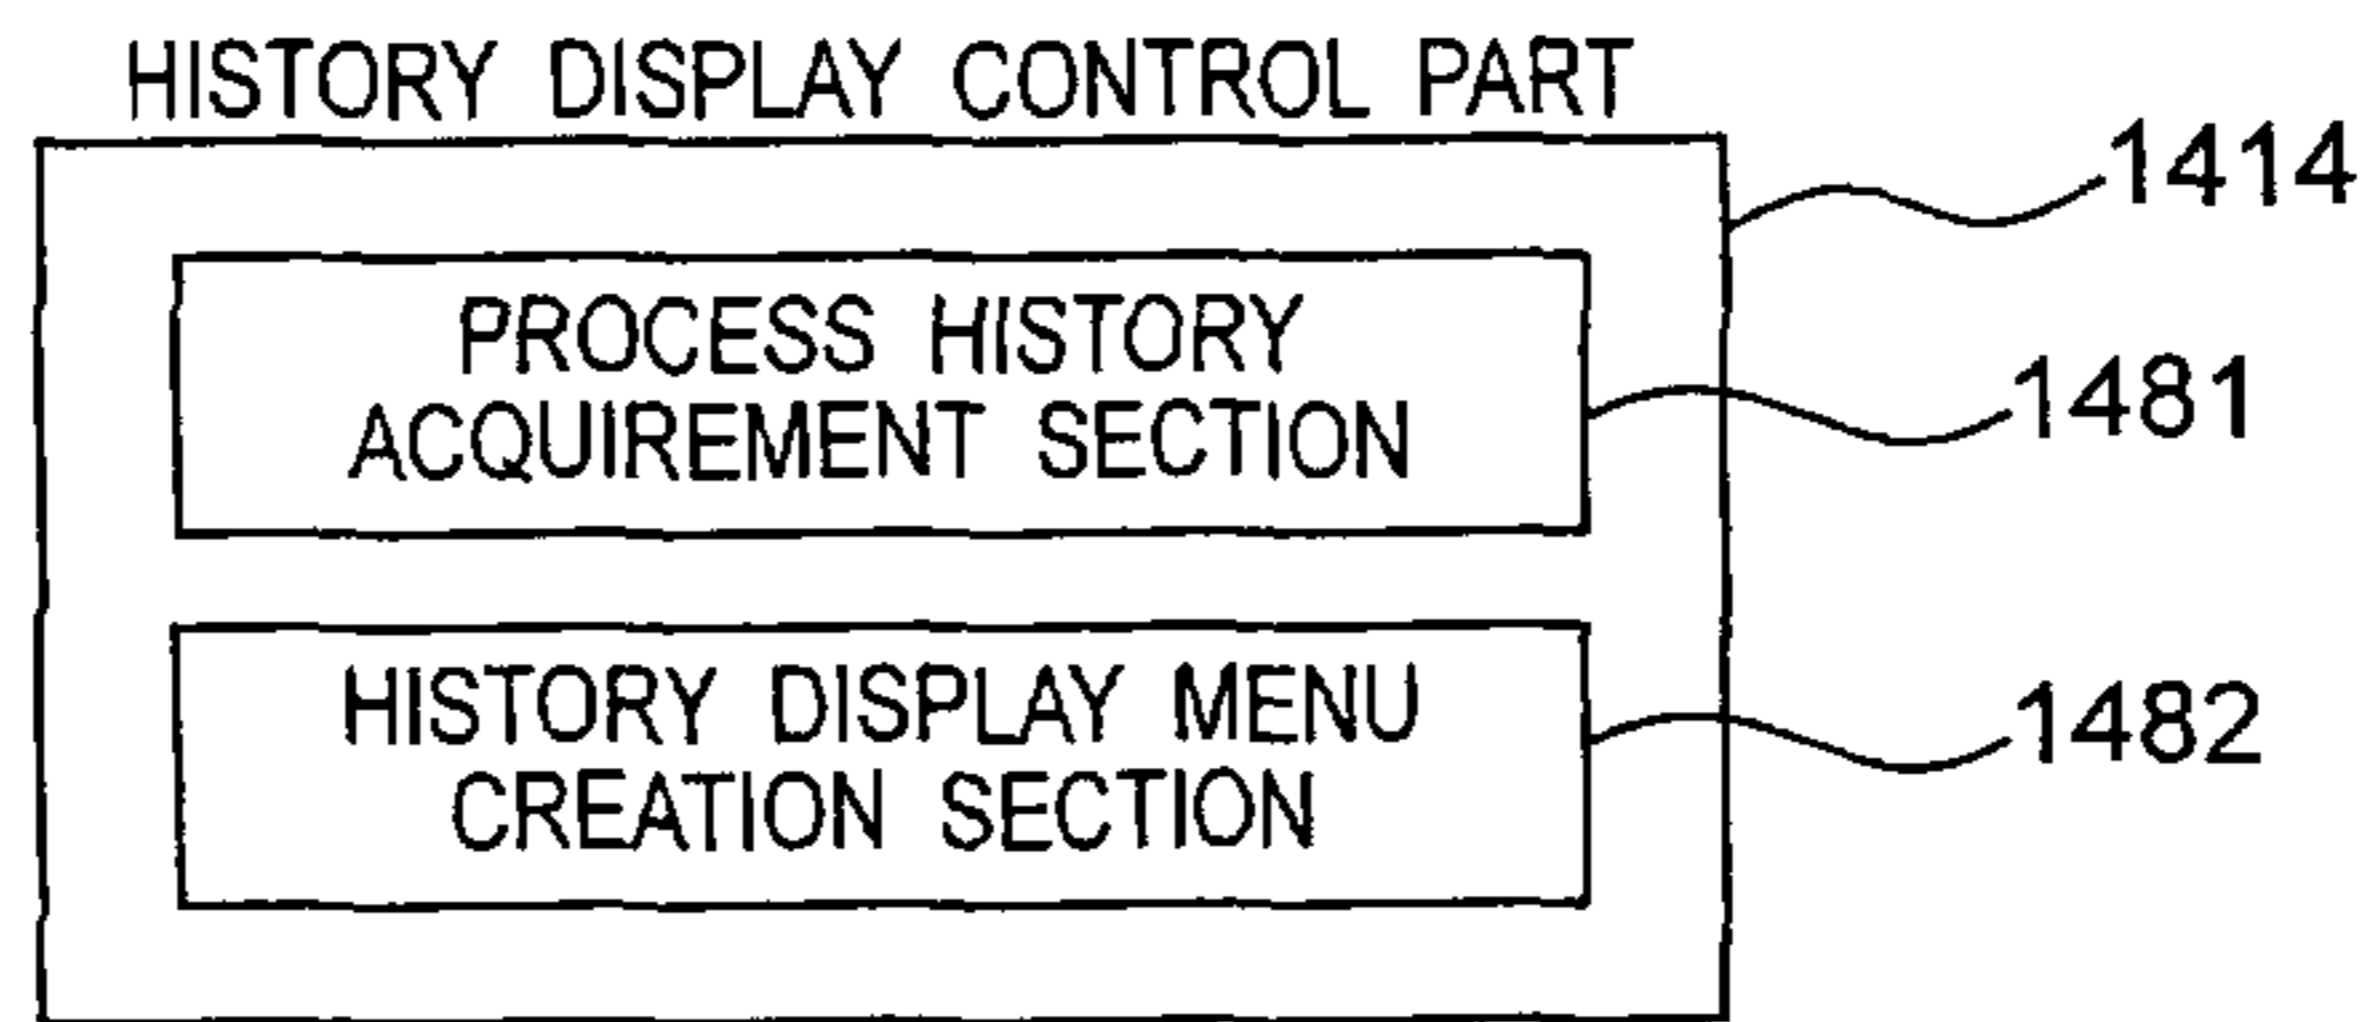 HISTORY DISPLAY CONTROL PART
1414
PROCESS HISTORY
ACQUIREMENT SECTION
1481
HISTORY DISPLAY MENU
CREATION SECTION
1482